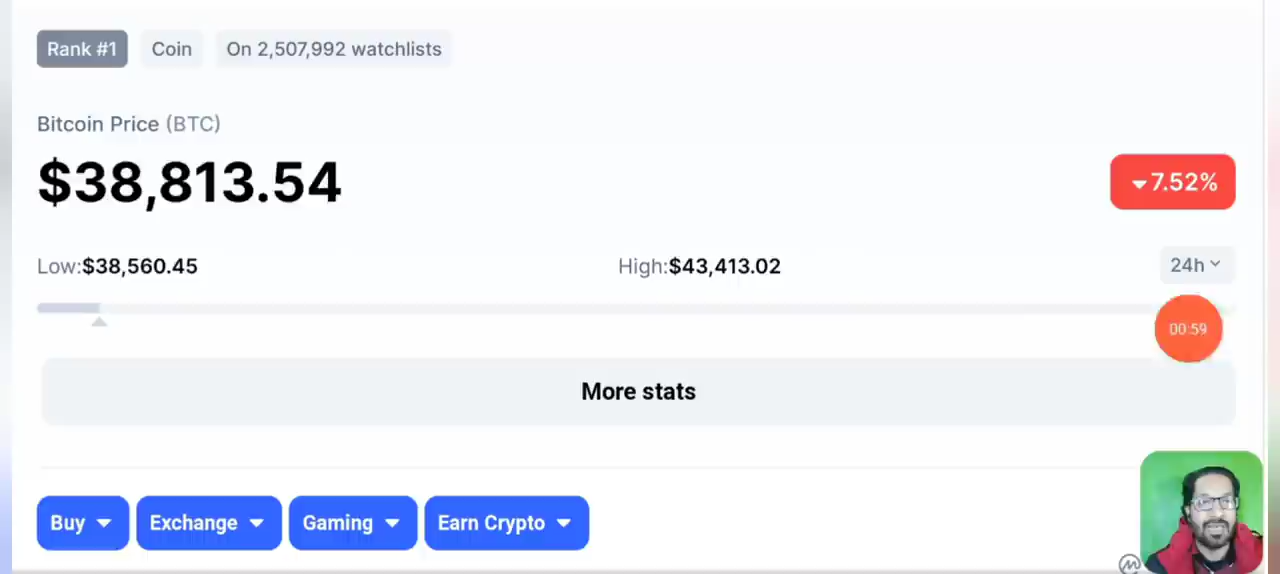 Rank #1 Coin On 2,507,992 watchlists
Bitcoin Price (BTC)
$38,813.54 7.52%
Low:$38,560.45 High:$43,413.02 24h
00:59
More stats
Buy Exchange Gaming Earn Crypto